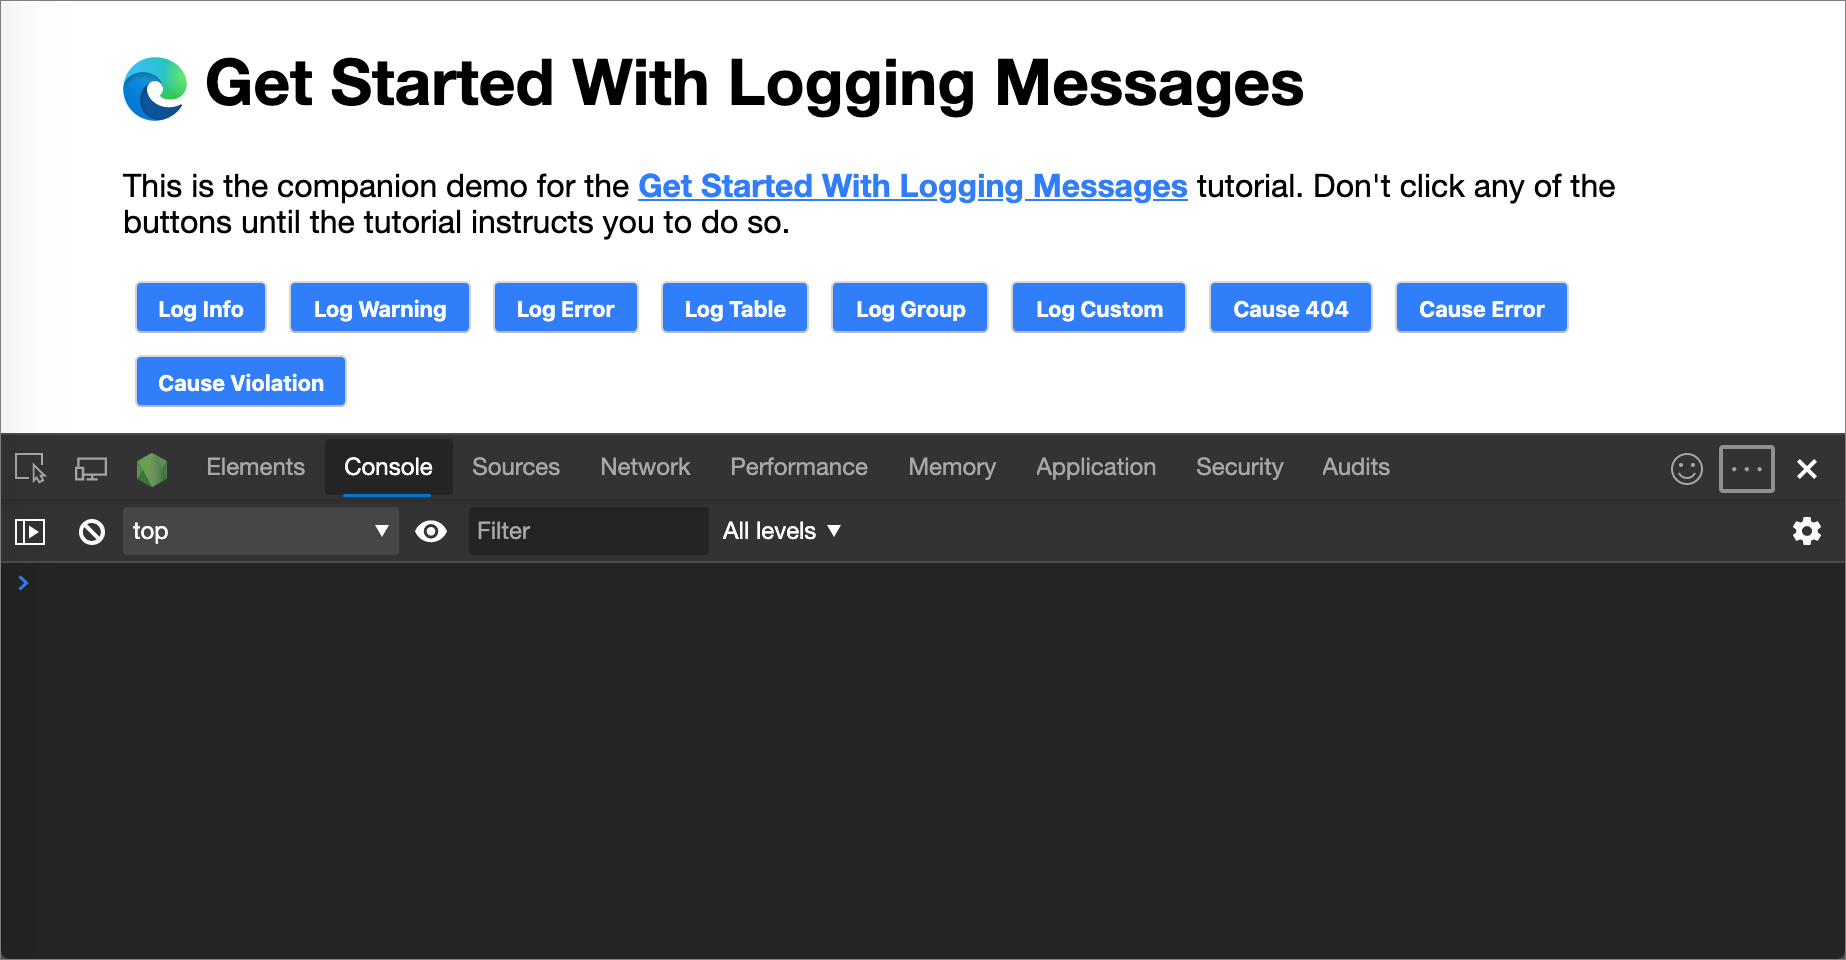 Get Started With Logging Messages
This is the companion demo for the Get Started With Logging Messages tutorial. Don't click any of the
buttons until the tutorial instructs you to do so.
Log Info Log Warning Log Error Log Table Log Group Log Custom Cause 404 Cause Error
Cause Violation
Elements Console Sources Network Performance Memory Application Security Audits
top Filter All levels